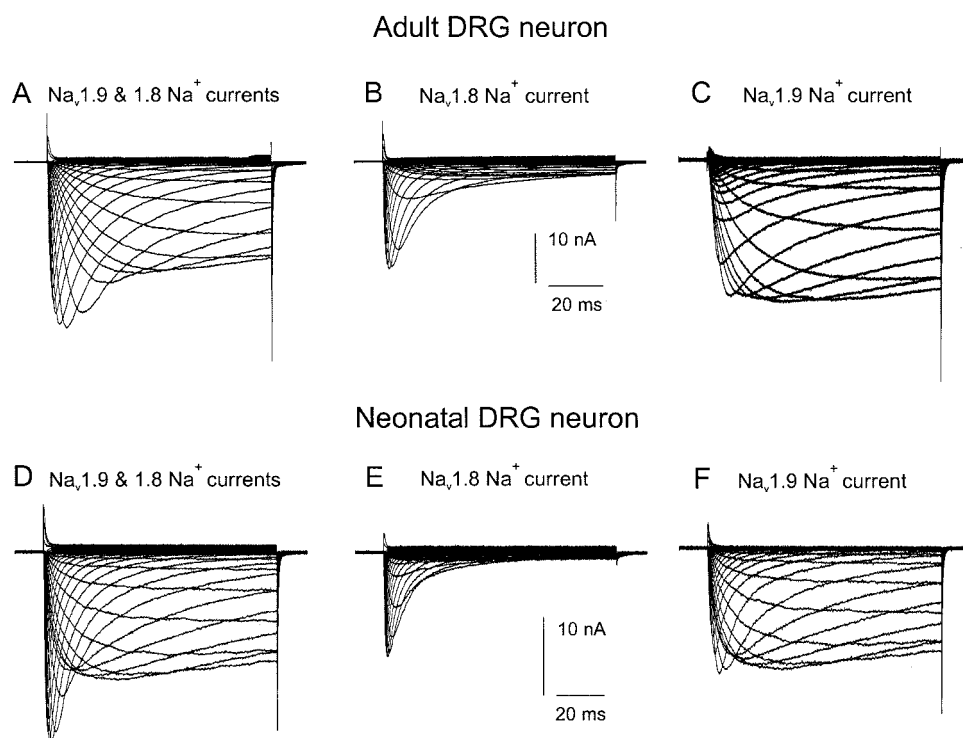 Adult DRG neuron
A Naᵥ1.9 & 1.8 Na⁺ currents
B Naᵥ1.8 Na⁺ current
C Naᵥ1.9 Na⁺ current
10 nA
20 ms
Neonatal DRG neuron
D Naᵥ1.9 & 1.8 Na⁺ currents
E Naᵥ1.8 Na⁺ current
F Naᵥ1.9 Na⁺ current
10 nA
20 ms